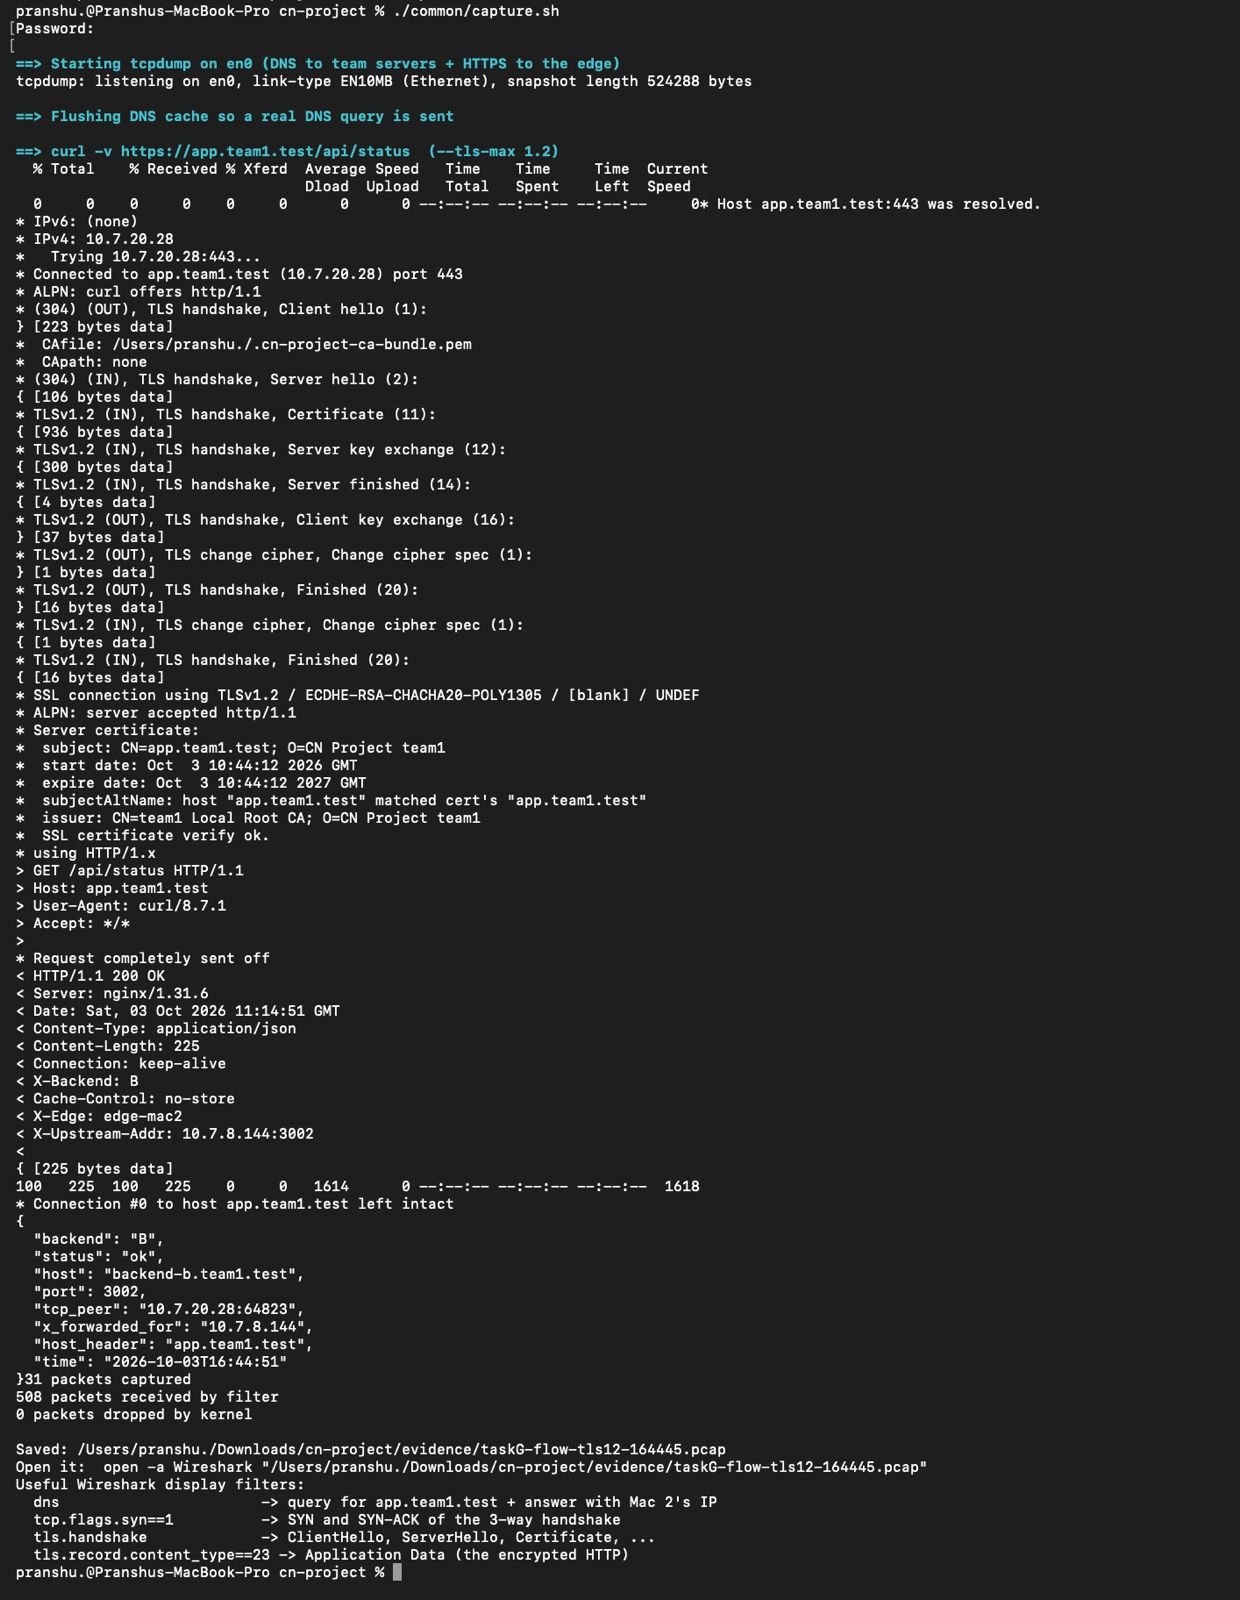 pranshu.@Pranshus-MacBook-Pro cn-project % ./common/capture.sh
[Password:
[
==> Starting tcpdump on en0 (DNS to team servers + HTTPS to the edge)
tcpdump: listening on en0, link-type EN10MB (Ethernet), snapshot length 524288 bytes
==> Flushing DNS cache so a real DNS query is sent
==> curl -v https://app.team1.test/api/status  (--tls-max 1.2)
  % Total    % Received % Xferd  Average Speed   Time    Time     Time  Current
                                 Dload  Upload   Total   Spent    Left  Speed
  0     0    0     0    0     0      0      0 --:--:-- --:--:-- --:--:--     0* Host app.team1.test:443 was resolved.
* IPv6: (none)
* IPv4: 10.7.20.28
*   Trying 10.7.20.28:443...
* Connected to app.team1.test (10.7.20.28) port 443
* ALPN: curl offers http/1.1
* (304) (OUT), TLS handshake, Client hello (1):
} [223 bytes data]
*  CAfile: /Users/pranshu./.cn-project-ca-bundle.pem
*  CApath: none
* (304) (IN), TLS handshake, Server hello (2):
{ [106 bytes data]
* TLSv1.2 (IN), TLS handshake, Certificate (11):
{ [936 bytes data]
* TLSv1.2 (IN), TLS handshake, Server key exchange (12):
{ [300 bytes data]
* TLSv1.2 (IN), TLS handshake, Server finished (14):
{ [4 bytes data]
* TLSv1.2 (OUT), TLS handshake, Client key exchange (16):
} [37 bytes data]
* TLSv1.2 (OUT), TLS change cipher, Change cipher spec (1):
} [1 bytes data]
* TLSv1.2 (OUT), TLS handshake, Finished (20):
} [16 bytes data]
* TLSv1.2 (IN), TLS change cipher, Change cipher spec (1):
{ [1 bytes data]
* TLSv1.2 (IN), TLS handshake, Finished (20):
{ [16 bytes data]
* SSL connection using TLSv1.2 / ECDHE-RSA-CHACHA20-POLY1305 / [blank] / UNDEF
* ALPN: server accepted http/1.1
* Server certificate:
*  subject: CN=app.team1.test; O=CN Project team1
*  start date: Oct  3 10:44:12 2026 GMT
*  expire date: Oct  3 10:44:12 2027 GMT
*  subjectAltName: host "app.team1.test" matched cert's "app.team1.test"
*  issuer: CN=team1 Local Root CA; O=CN Project team1
*  SSL certificate verify ok.
* using HTTP/1.x
> GET /api/status HTTP/1.1
> Host: app.team1.test
> User-Agent: curl/8.7.1
> Accept: */*
>
* Request completely sent off
< HTTP/1.1 200 OK
< Server: nginx/1.31.6
< Date: Sat, 03 Oct 2026 11:14:51 GMT
< Content-Type: application/json
< Content-Length: 225
< Connection: keep-alive
< X-Backend: B
< Cache-Control: no-store
< X-Edge: edge-mac2
< X-Upstream-Addr: 10.7.8.144:3002
<
{ [225 bytes data]
100   225  100   225    0     0   1614      0 --:--:-- --:--:-- --:--:--  1618
* Connection #0 to host app.team1.test left intact
{
  "backend": "B",
  "status": "ok",
  "host": "backend-b.team1.test",
  "port": 3002,
  "tcp_peer": "10.7.20.28:64823",
  "x_forwarded_for": "10.7.8.144",
  "host_header": "app.team1.test",
  "time": "2026-10-03T16:44:51"
}31 packets captured
508 packets received by filter
0 packets dropped by kernel
Saved: /Users/pranshu./Downloads/cn-project/evidence/taskG-flow-tls12-164445.pcap
Open it:  open -a Wireshark "/Users/pranshu./Downloads/cn-project/evidence/taskG-flow-tls12-164445.pcap"
Useful Wireshark display filters:
  dns                       -> query for app.team1.test + answer with Mac 2's IP
  tcp.flags.syn==1          -> SYN and SYN-ACK of the 3-way handshake
  tls.handshake             -> ClientHello, ServerHello, Certificate, ...
  tls.record.content_type==23 -> Application Data (the encrypted HTTP)
pranshu.@Pranshus-MacBook-Pro cn-project %